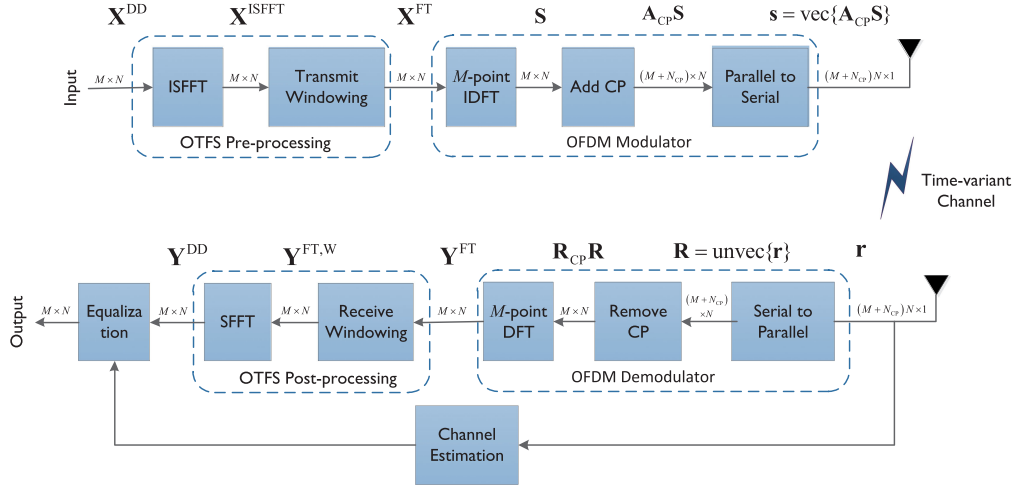 X^DD X^ISFFT X^FT S A_CP S s = vec{A_CP S}
Input
M × N
ISFFT
M × N
Transmit
Windowing
M × N
M-point
IDFT
M × N
Add CP
(M + N_CP) × N
Parallel to
Serial
(M + N_CP) N × 1
OTFS Pre-processing
OFDM Modulator
Time-variant
Channel
Y^DD Y^FT,W Y^FT R_CP R R = unvec{r} r
Output
M × N
Equaliza
tion
M × N
SFFT
M × N
Receive
Windowing
M × N
M-point
DFT
M × N
Remove
CP
(M + N_CP)
× N
Serial to
Parallel
(M + N_CP) N × 1
OTFS Post-processing
OFDM Demodulator
Channel
Estimation